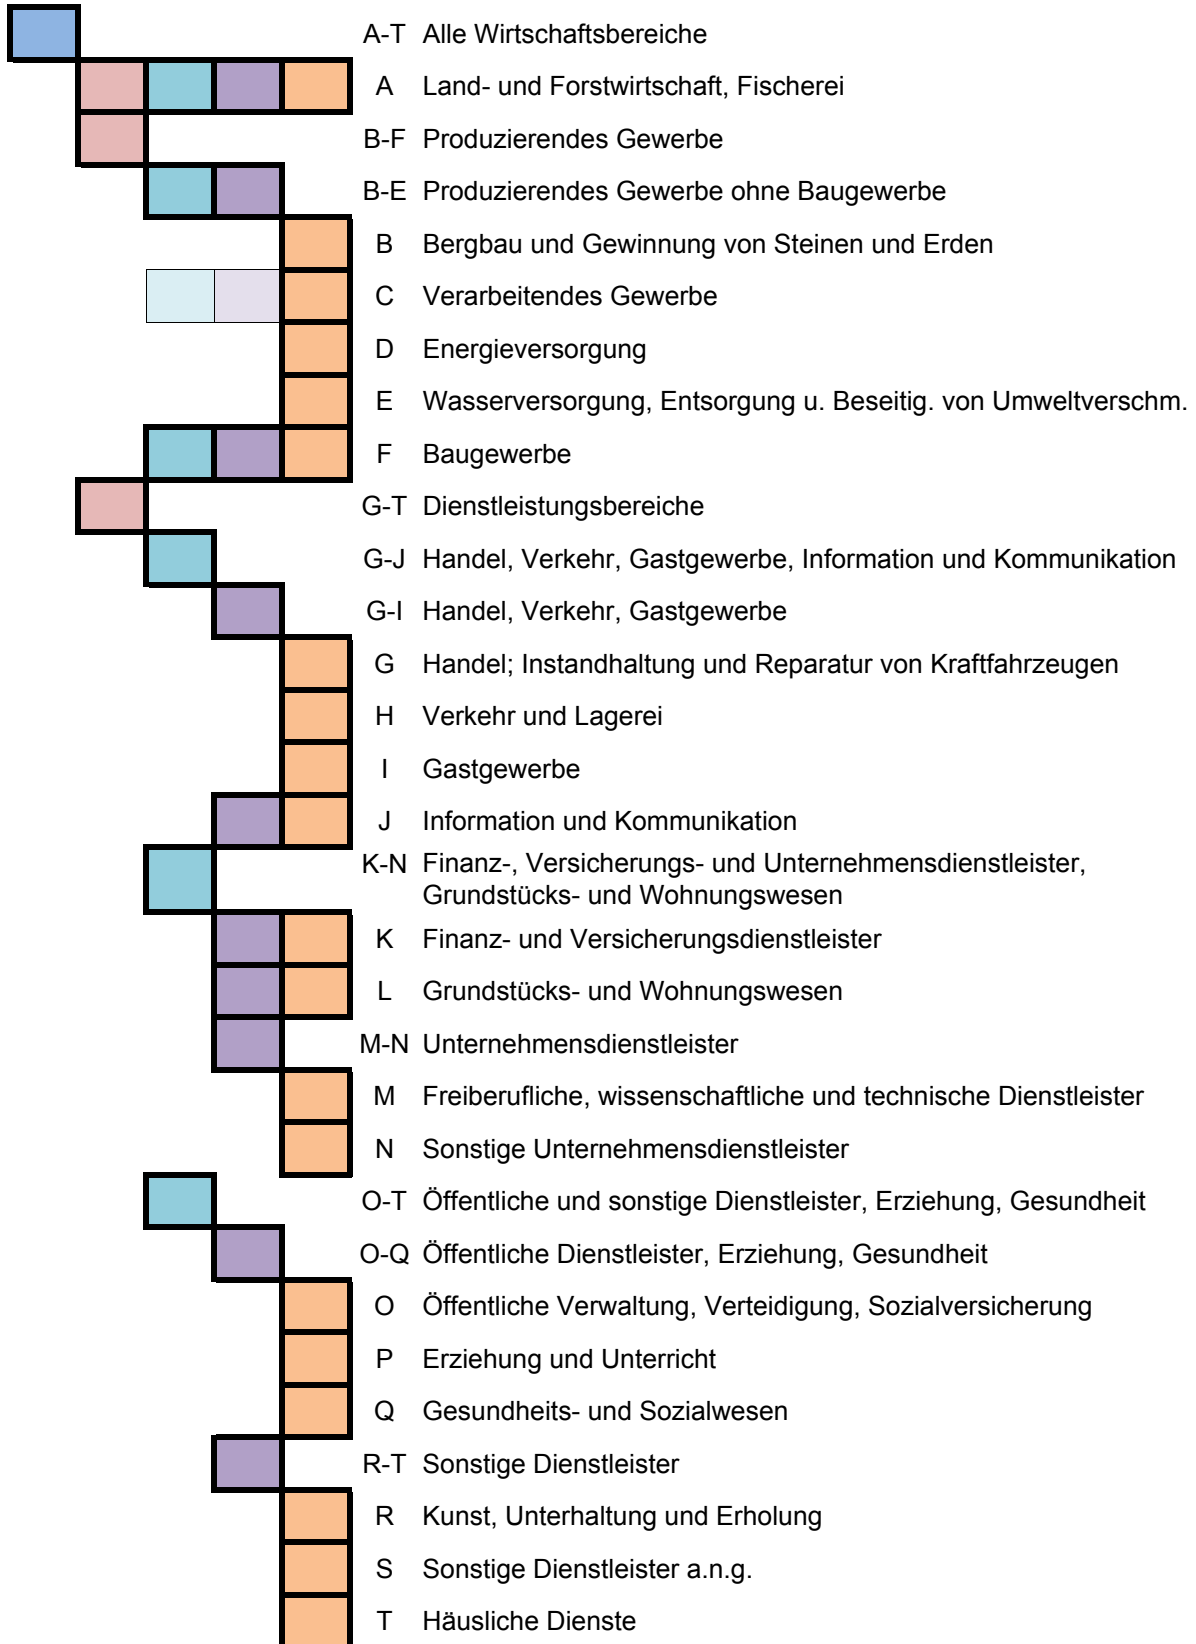 A-T Alle Wirtschaftsbereiche
A Land- und Forstwirtschaft, Fischerei
B-F Produzierendes Gewerbe
B-E Produzierendes Gewerbe ohne Baugewerbe
B Bergbau und Gewinnung von Steinen und Erden
C Verarbeitendes Gewerbe
D Energieversorgung
E Wasserversorgung, Entsorgung u. Beseitig. von Umweltverschm.
F Baugewerbe
G-T Dienstleistungsbereiche
G-J Handel, Verkehr, Gastgewerbe, Information und Kommunikation
G-I Handel, Verkehr, Gastgewerbe
G Handel; Instandhaltung und Reparatur von Kraftfahrzeugen
H Verkehr und Lagerei
I Gastgewerbe
J Information und Kommunikation
K-N Finanz-, Versicherungs- und Unternehmensdienstleister,
Grundstücks- und Wohnungswesen
K Finanz- und Versicherungsdienstleister
L Grundstücks- und Wohnungswesen
M-N Unternehmensdienstleister
M Freiberufliche, wissenschaftliche und technische Dienstleister
N Sonstige Unternehmensdienstleister
O-T Öffentliche und sonstige Dienstleister, Erziehung, Gesundheit
O-Q Öffentliche Dienstleister, Erziehung, Gesundheit
O Öffentliche Verwaltung, Verteidigung, Sozialversicherung
P Erziehung und Unterricht
Q Gesundheits- und Sozialwesen
R-T Sonstige Dienstleister
R Kunst, Unterhaltung und Erholung
S Sonstige Dienstleister a.n.g.
T Häusliche Dienste